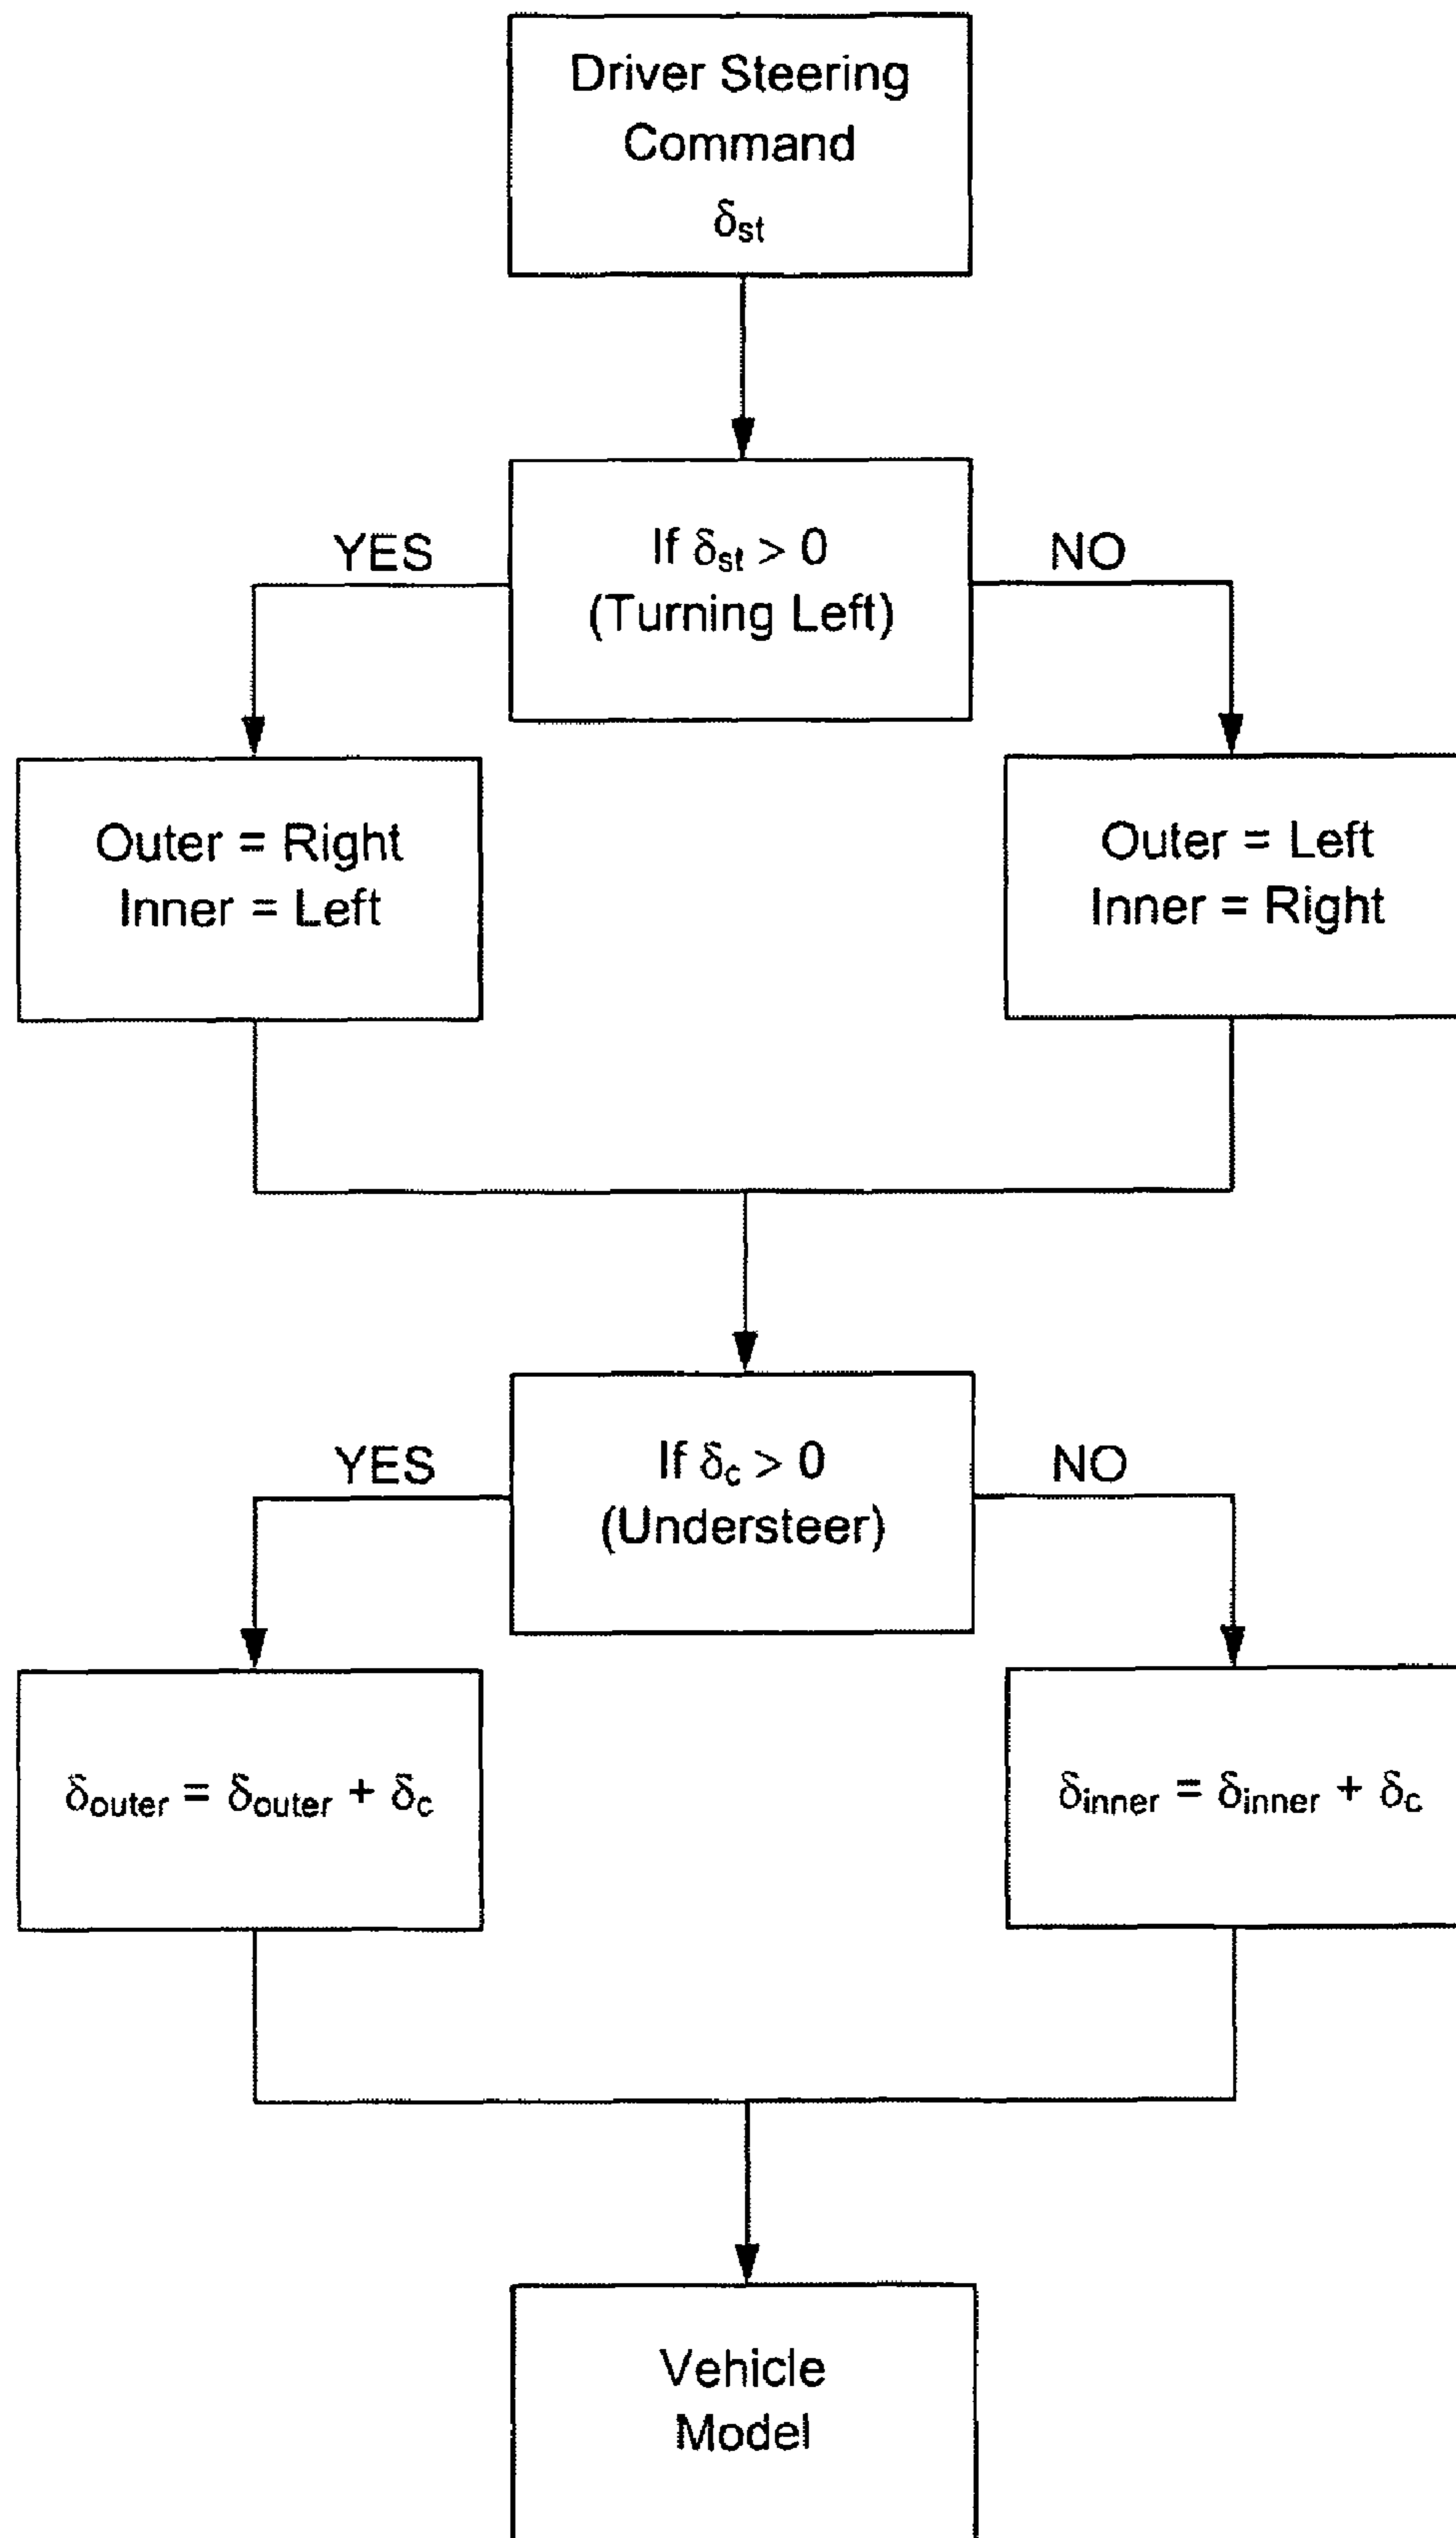 Driver Steering
Command
δst
If δst > 0
(Turning Left)
YES
NO
Outer = Right
Inner = Left
Outer = Left
Inner = Right
If δc > 0
(Understeer)
YES
NO
δouter = δouter + δc
δinner = δinner + δc
Vehicle
Model